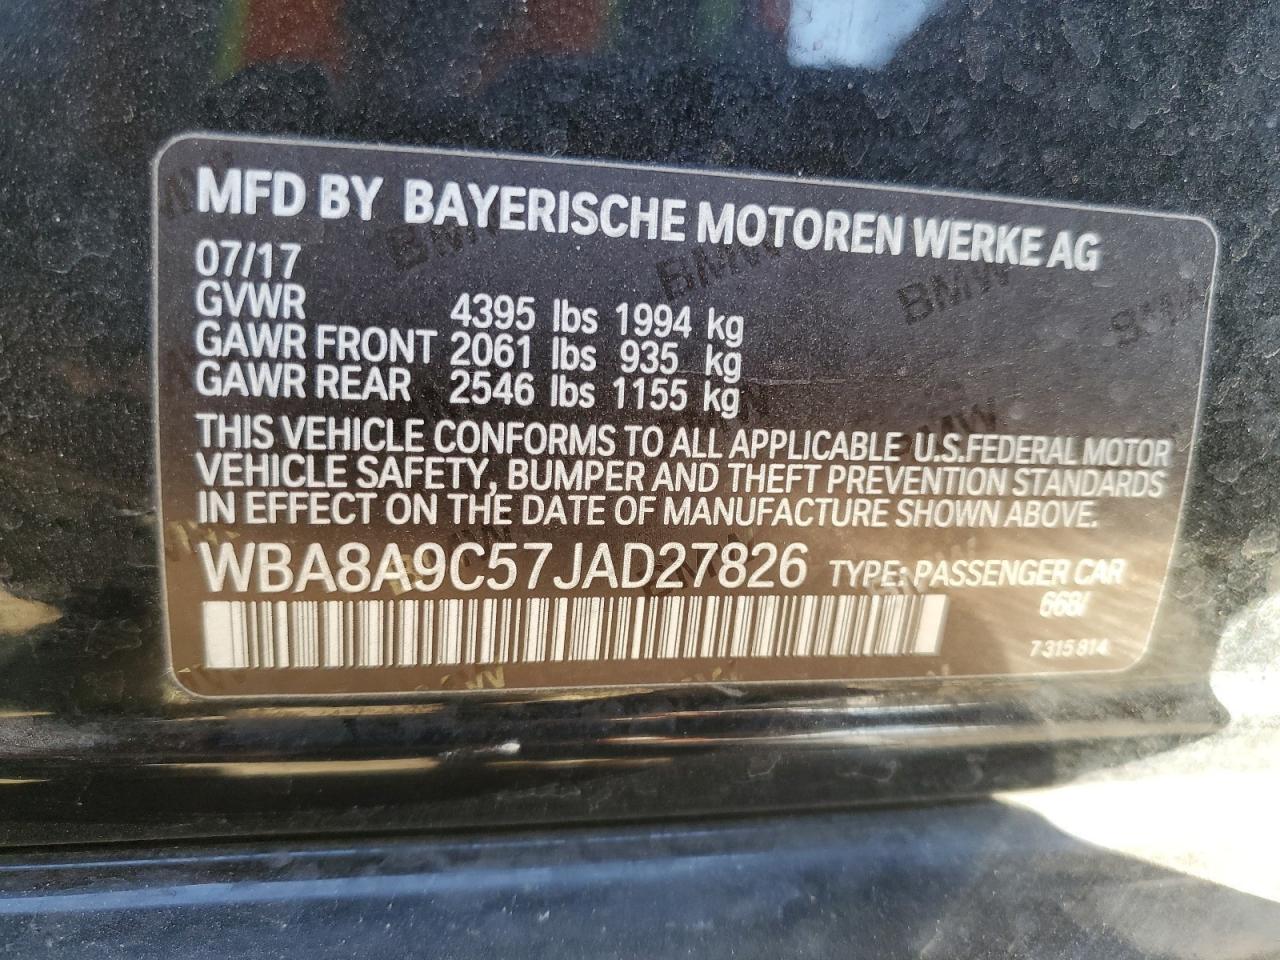 MFD BY BAYERISCHE MOTOREN WERKE AG
07/17
GVWR 4395 lbs 1994 kg
GAWR FRONT 2061 lbs 935 kg
GAWR REAR 2546 lbs 1155 kg
THIS VEHICLE CONFORMS TO ALL APPLICABLE U.S.FEDERAL MOTOR
VEHICLE SAFETY, BUMPER AND THEFT PREVENTION STANDARDS
IN EFFECT ON THE DATE OF MANUFACTURE SHOWN ABOVE.
WBA8A9C57JAD27826 TYPE: PASSENGER CAR
668/
7 315 814